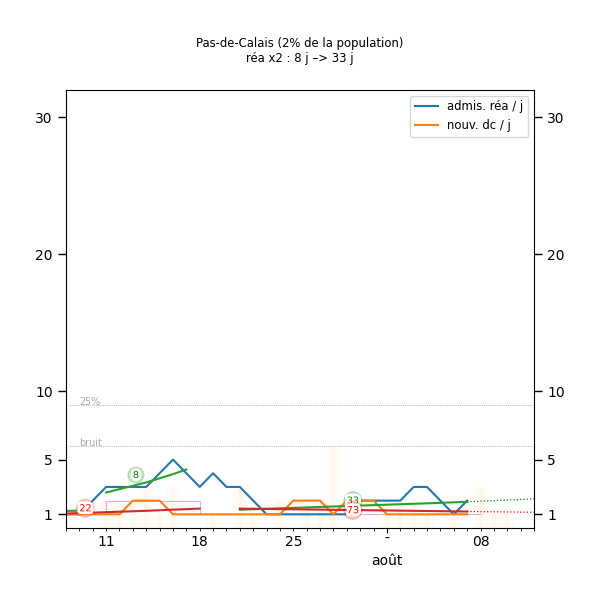 Pas-de-Calais (2% de la population)
réa x2 : 8 j –> 33 j
admis. réa / j
nouv. dc / j
30 30
20 20
10 10
25%
bruit
5 5
8
22
33
73
1 1
11 18 25 - 08
août